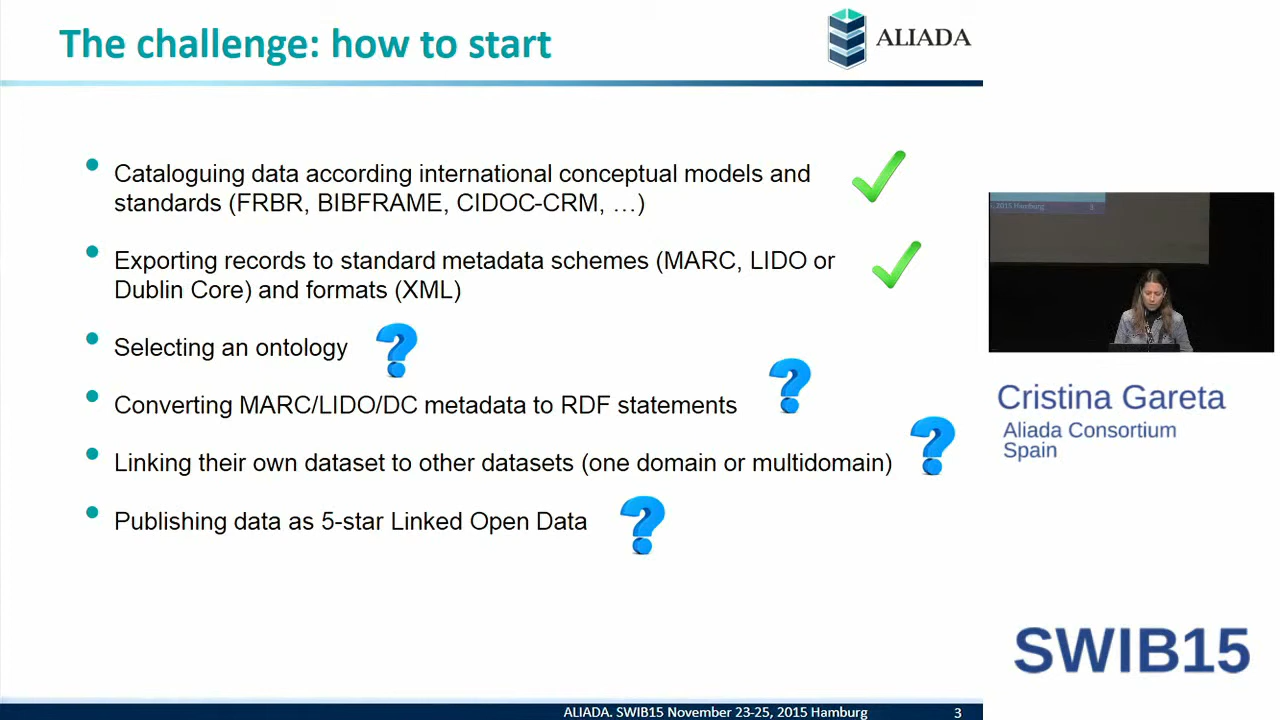 The challenge: how to start
ALIADA
Cataloguing data according international conceptual models and
standards (FRBR, BIBFRAME, CIDOC-CRM, …)
Exporting records to standard metadata schemes (MARC, LIDO or
Dublin Core) and formats (XML)
Selecting an ontology
Converting MARC/LIDO/DC metadata to RDF statements
Linking their own dataset to other datasets (one domain or multidomain)
Publishing data as 5-star Linked Open Data
ALIADA. SWIB15 November 23-25, 2015 Hamburg
3
, 2015 Hamburg
3
Cristina Gareta
Aliada Consortium
Spain
SWIB15